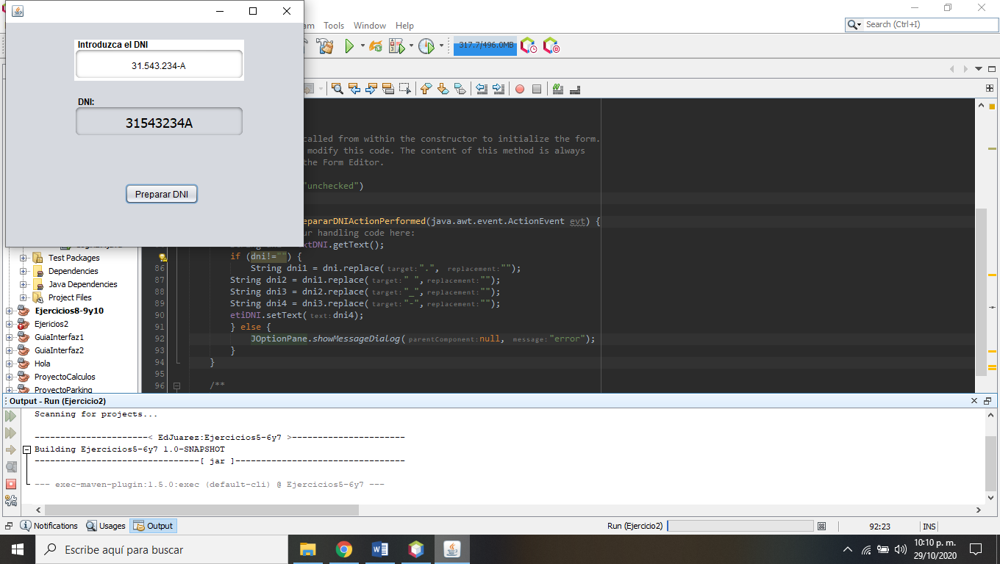 am Tools Window Help
Search (Ctrl+I)
317.7/496.0MB
Introduzca el DNI
31.543.234-A
DNI:
31543234A
Preparar DNI
called from within the constructor to initialize the form.
modify this code. The content of this method is always
the Form Editor.
"unchecked")
epararDNIActionPerformed(java.awt.event.ActionEvent evt) {
ur handling code here:
xtDNI.getText();
if (dni!="") {
86 String dni1 = dni.replace(target:".", replacement:"");
87 String dni2 = dni1.replace(target:" ",replacement:"");
88 String dni3 = dni2.replace(target:"_",replacement:"");
89 String dni4 = dni3.replace(target:"-",replacement:"");
90 etiDNI.setText(text:dni4);
91 } else {
92 JOptionPane.showMessageDialog(parentComponent:null, message:"error");
93 }
94 }
95
96 /**
Test Packages
Dependencies
Java Dependencies
Project Files
Ejercicios8-9y10
Ejericios2
GuiaInterfaz1
GuiaInterfaz2
Hola
ProyectoCalculos
ProyectoParking
Output - Run (Ejercicio2)
Scanning for projects...
----------------------< EdJuarez:Ejercicios5-6y7 >----------------------
Building Ejercicios5-6y7 1.0-SNAPSHOT
--------------------------------[ jar ]---------------------------------
--- exec-maven-plugin:1.5.0:exec (default-cli) @ Ejercicios5-6y7 ---
Notifications Usages Output
Run (Ejercicio2)
92:23
INS
Escribe aquí para buscar
10:10 p. m.
29/10/2020